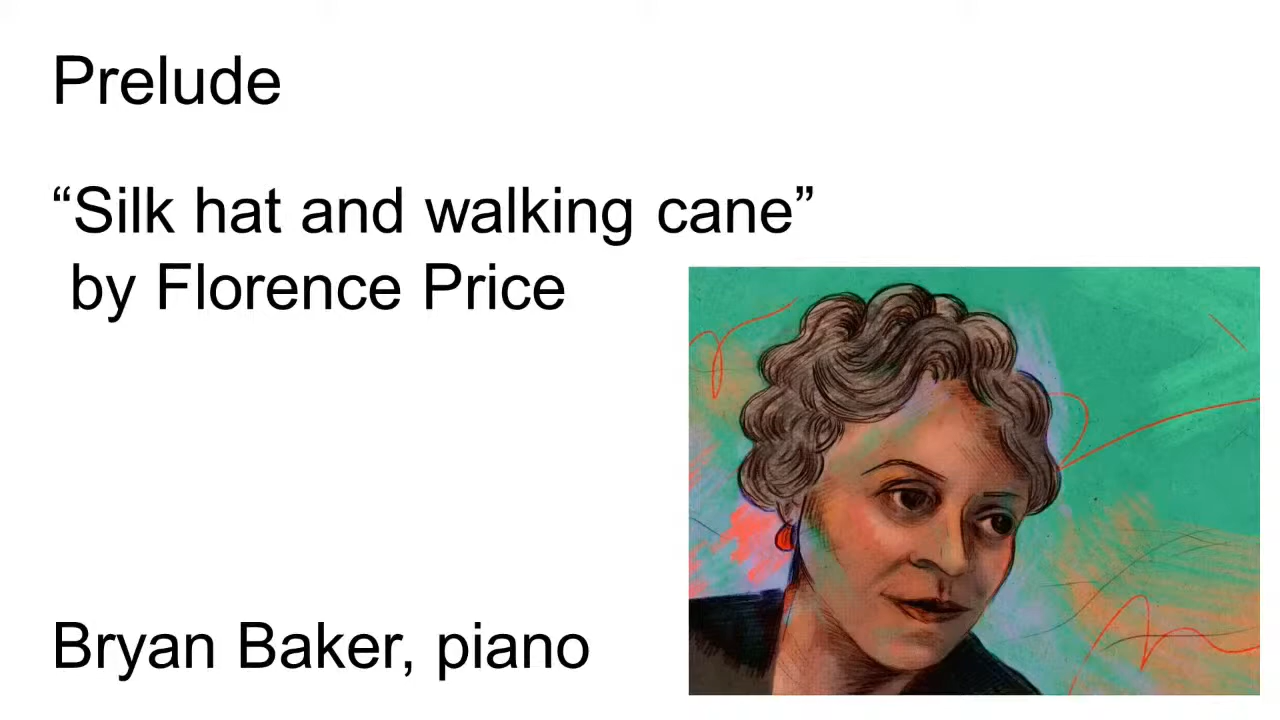 Prelude
“Silk hat and walking cane”
by Florence Price
Bryan Baker, piano